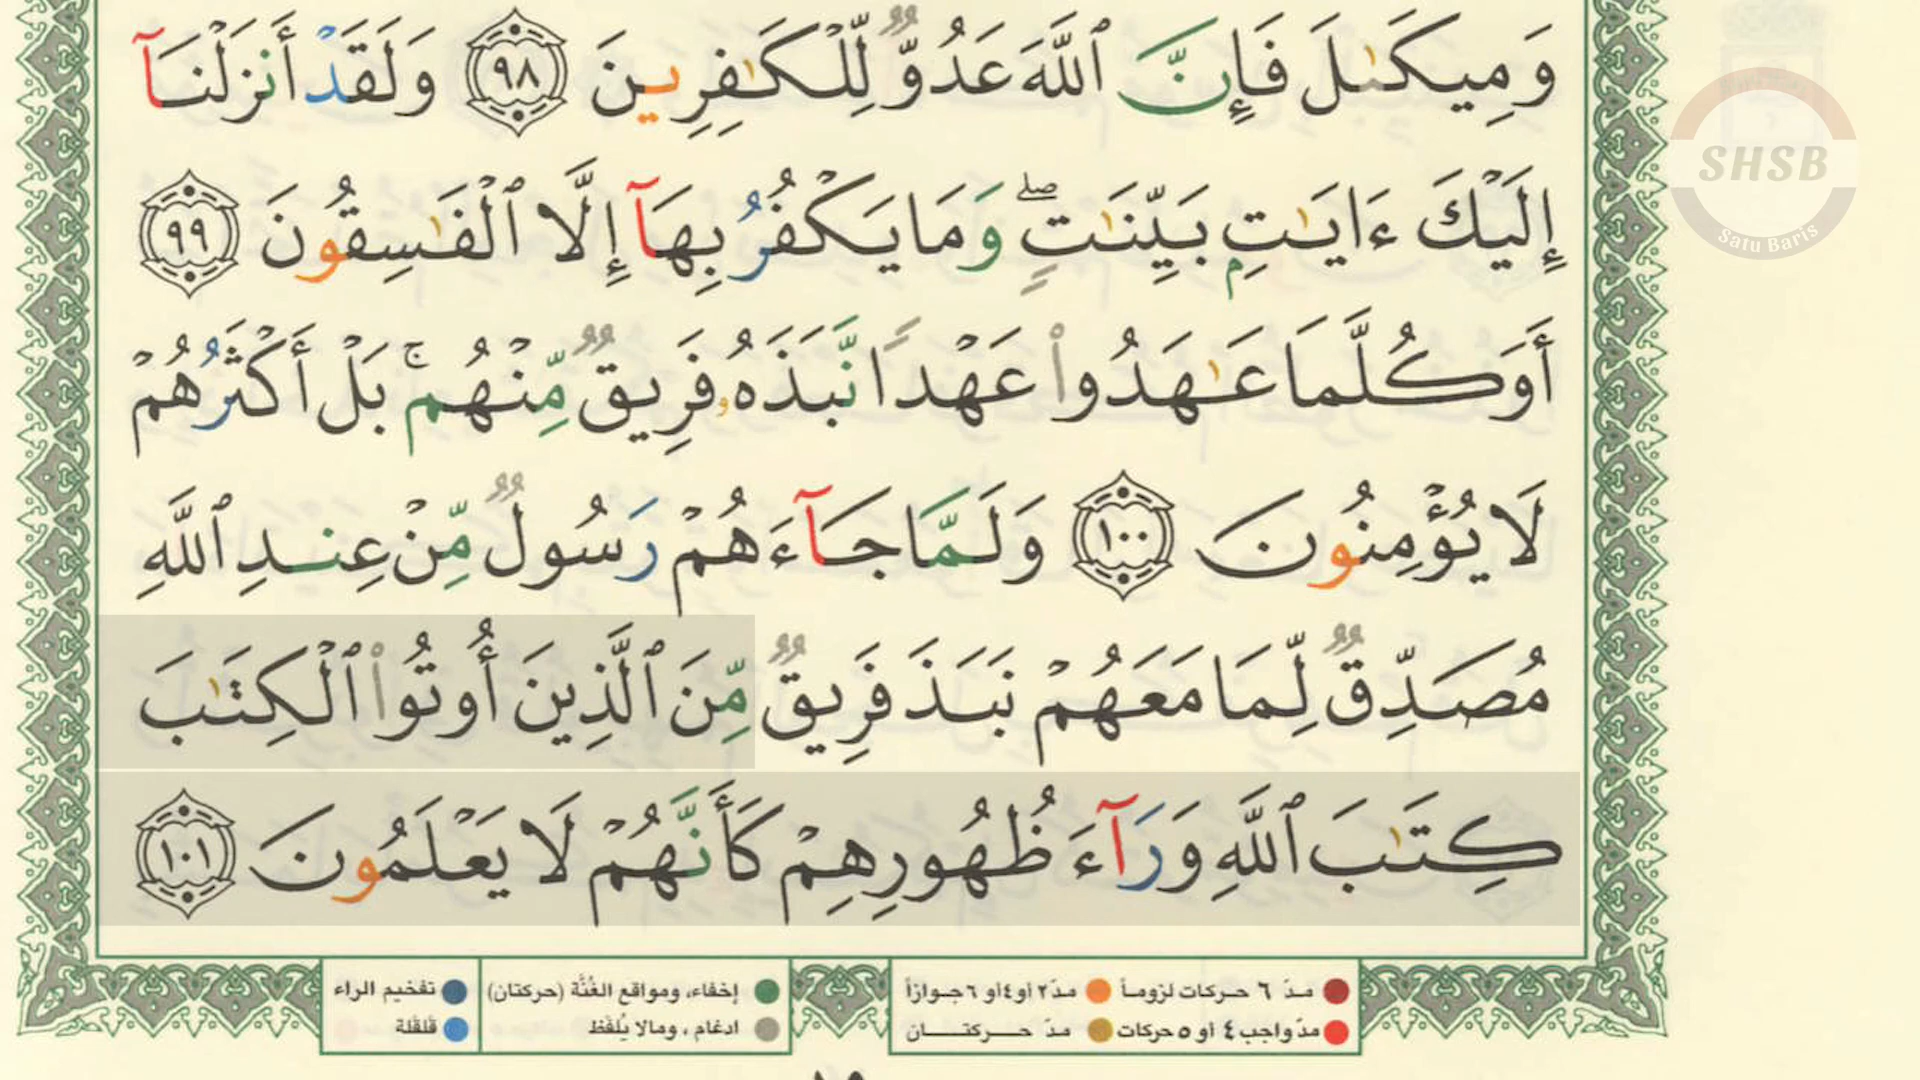 وَمِيكَىٰلَ فَإِنَّ ٱللَّهَ عَدُوٌّ لِّلْكَـٰفِرِينَ ٩٨ وَلَقَدْ أَنزَلْنَآ
إِلَيْكَ ءَايَـٰتٍۭ بَيِّنَـٰتٍ ۖ وَمَا يَكْفُرُ بِهَآ إِلَّا ٱلْفَـٰسِقُونَ ٩٩
أَوَكُلَّمَا عَـٰهَدُوا۟ عَهْدًا نَّبَذَهُۥ فَرِيقٌ مِّنْهُم ۚ بَلْ أَكْثَرُهُمْ
لَا يُؤْمِنُونَ ١٠٠ وَلَمَّا جَآءَهُمْ رَسُولٌ مِّنْ عِندِ ٱللَّهِ
مُصَدِّقٌ لِّمَا مَعَهُمْ نَبَذَ فَرِيقٌ مِّنَ ٱلَّذِينَ أُوتُوا۟ ٱلْكِتَـٰبَ
كِتَـٰبَ ٱللَّهِ وَرَآءَ ظُهُورِهِمْ كَأَنَّهُمْ لَا يَعْلَمُونَ ١٠١
مدّ ٦ حركات لزوماً مدّ ٢ أو ٤ أو ٦ جوازاً
مدّ واجب ٤ أو ٥ حركات مدّ حركتان
إخفاء، ومواقع الغُنَّة (حركتان) تفخيم الراء
ادغام ، ومالا يُلفَظ قلقلة
SHSB
Satu Baris